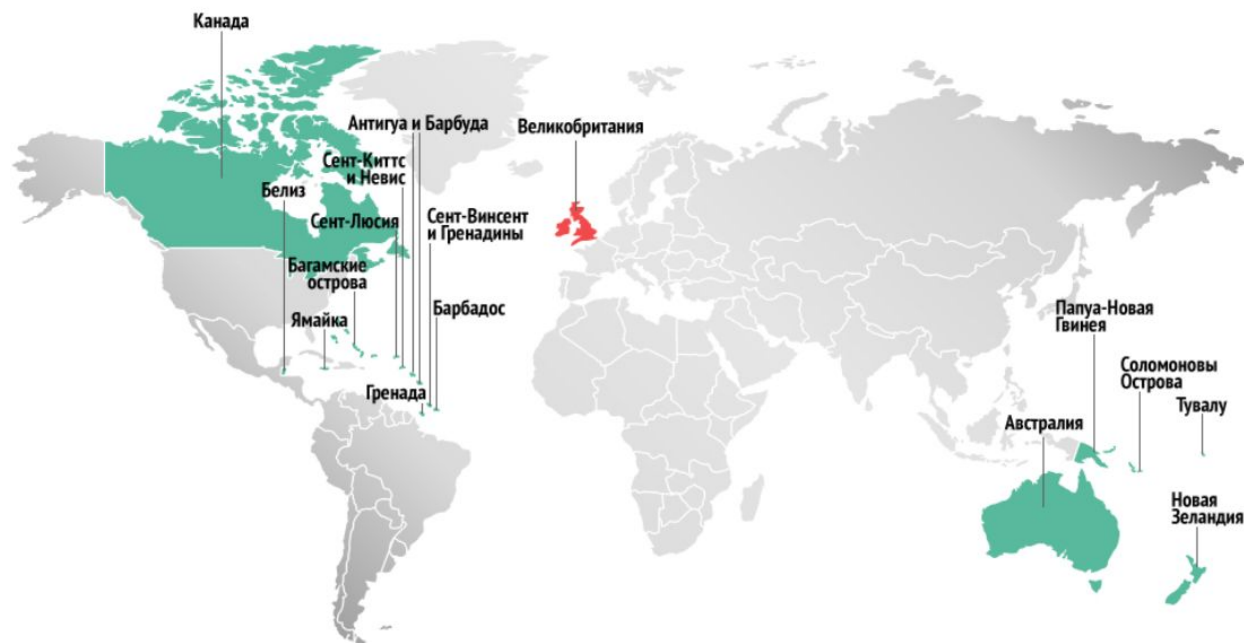 Канада
Антигуа и Барбуда
Великобритания
Сент-Киттс
и Невис
Белиз
Сент-Люсия
Сент-Винсент
и Гренадины
Багамские
острова
Ямайка
Барбадос
Папуа-Новая
Гвинея
Соломоновы
Острова
Гренада
Тувалу
Австралия
Новая
Зеландия